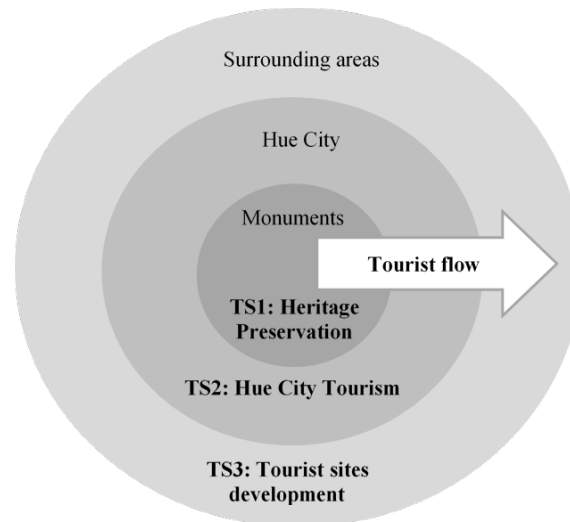 Surrounding areas
Hue City
Monuments
Tourist flow
TS1: Heritage
Preservation
TS2: Hue City Tourism
TS3: Tourist sites
development